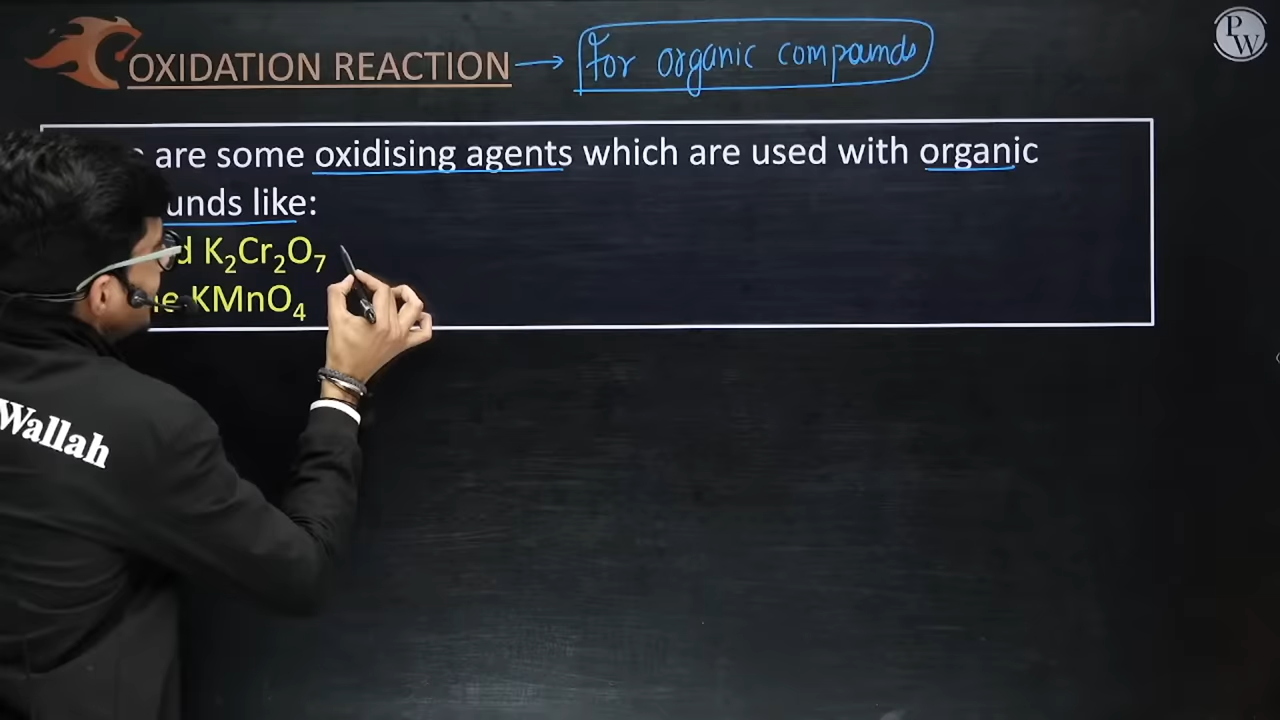 OXIDATION REACTION → For organic compounds
PW
are some oxidising agents which are used with organic
unds like:
d K₂Cr₂O₇
KMnO₄
Wallah